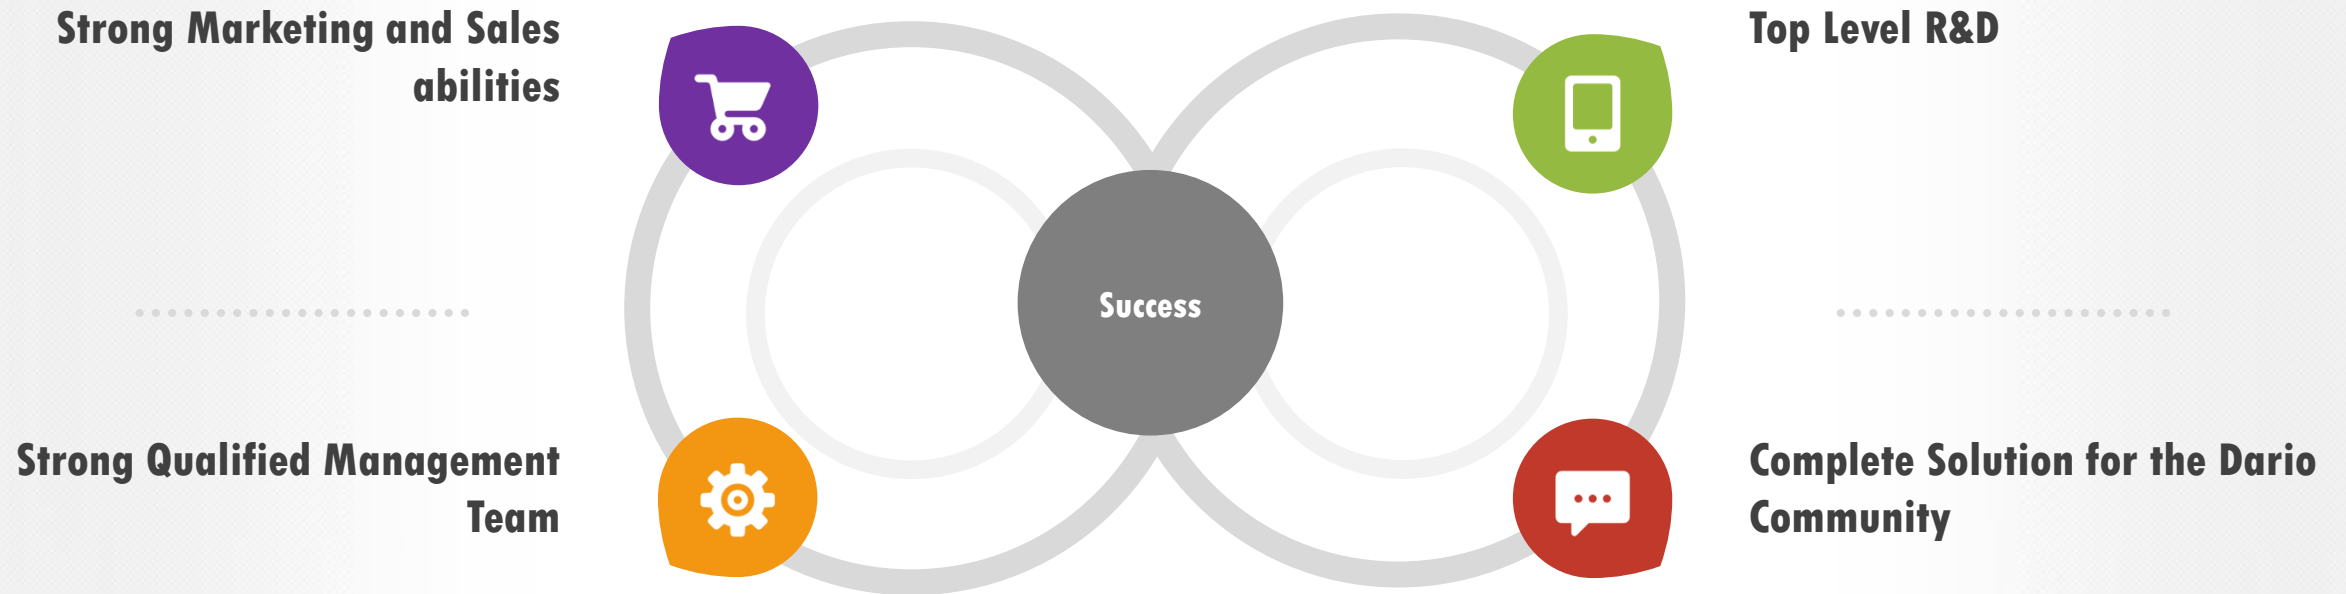 Strong Marketing and Sales
abilities
Top Level R&D
Success
Strong Qualified Management
Team
Complete Solution for the Dario
Community